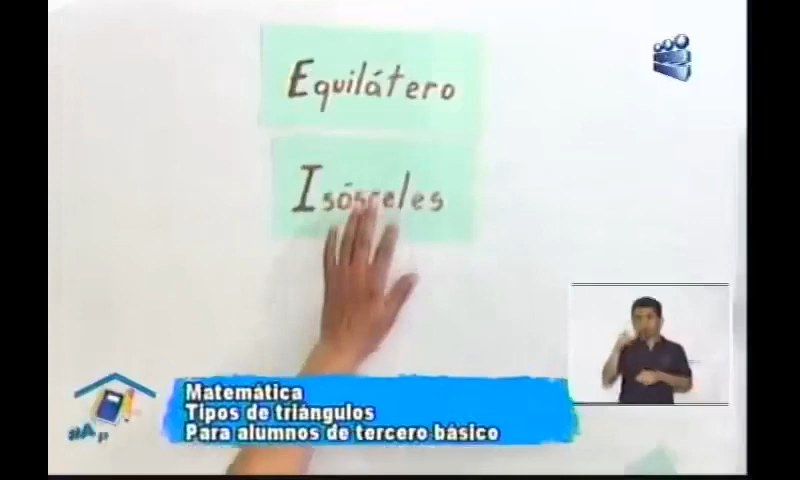 Equilátero
Isósceles
Matemática
Tipos de triángulos
Para alumnos de tercero básico